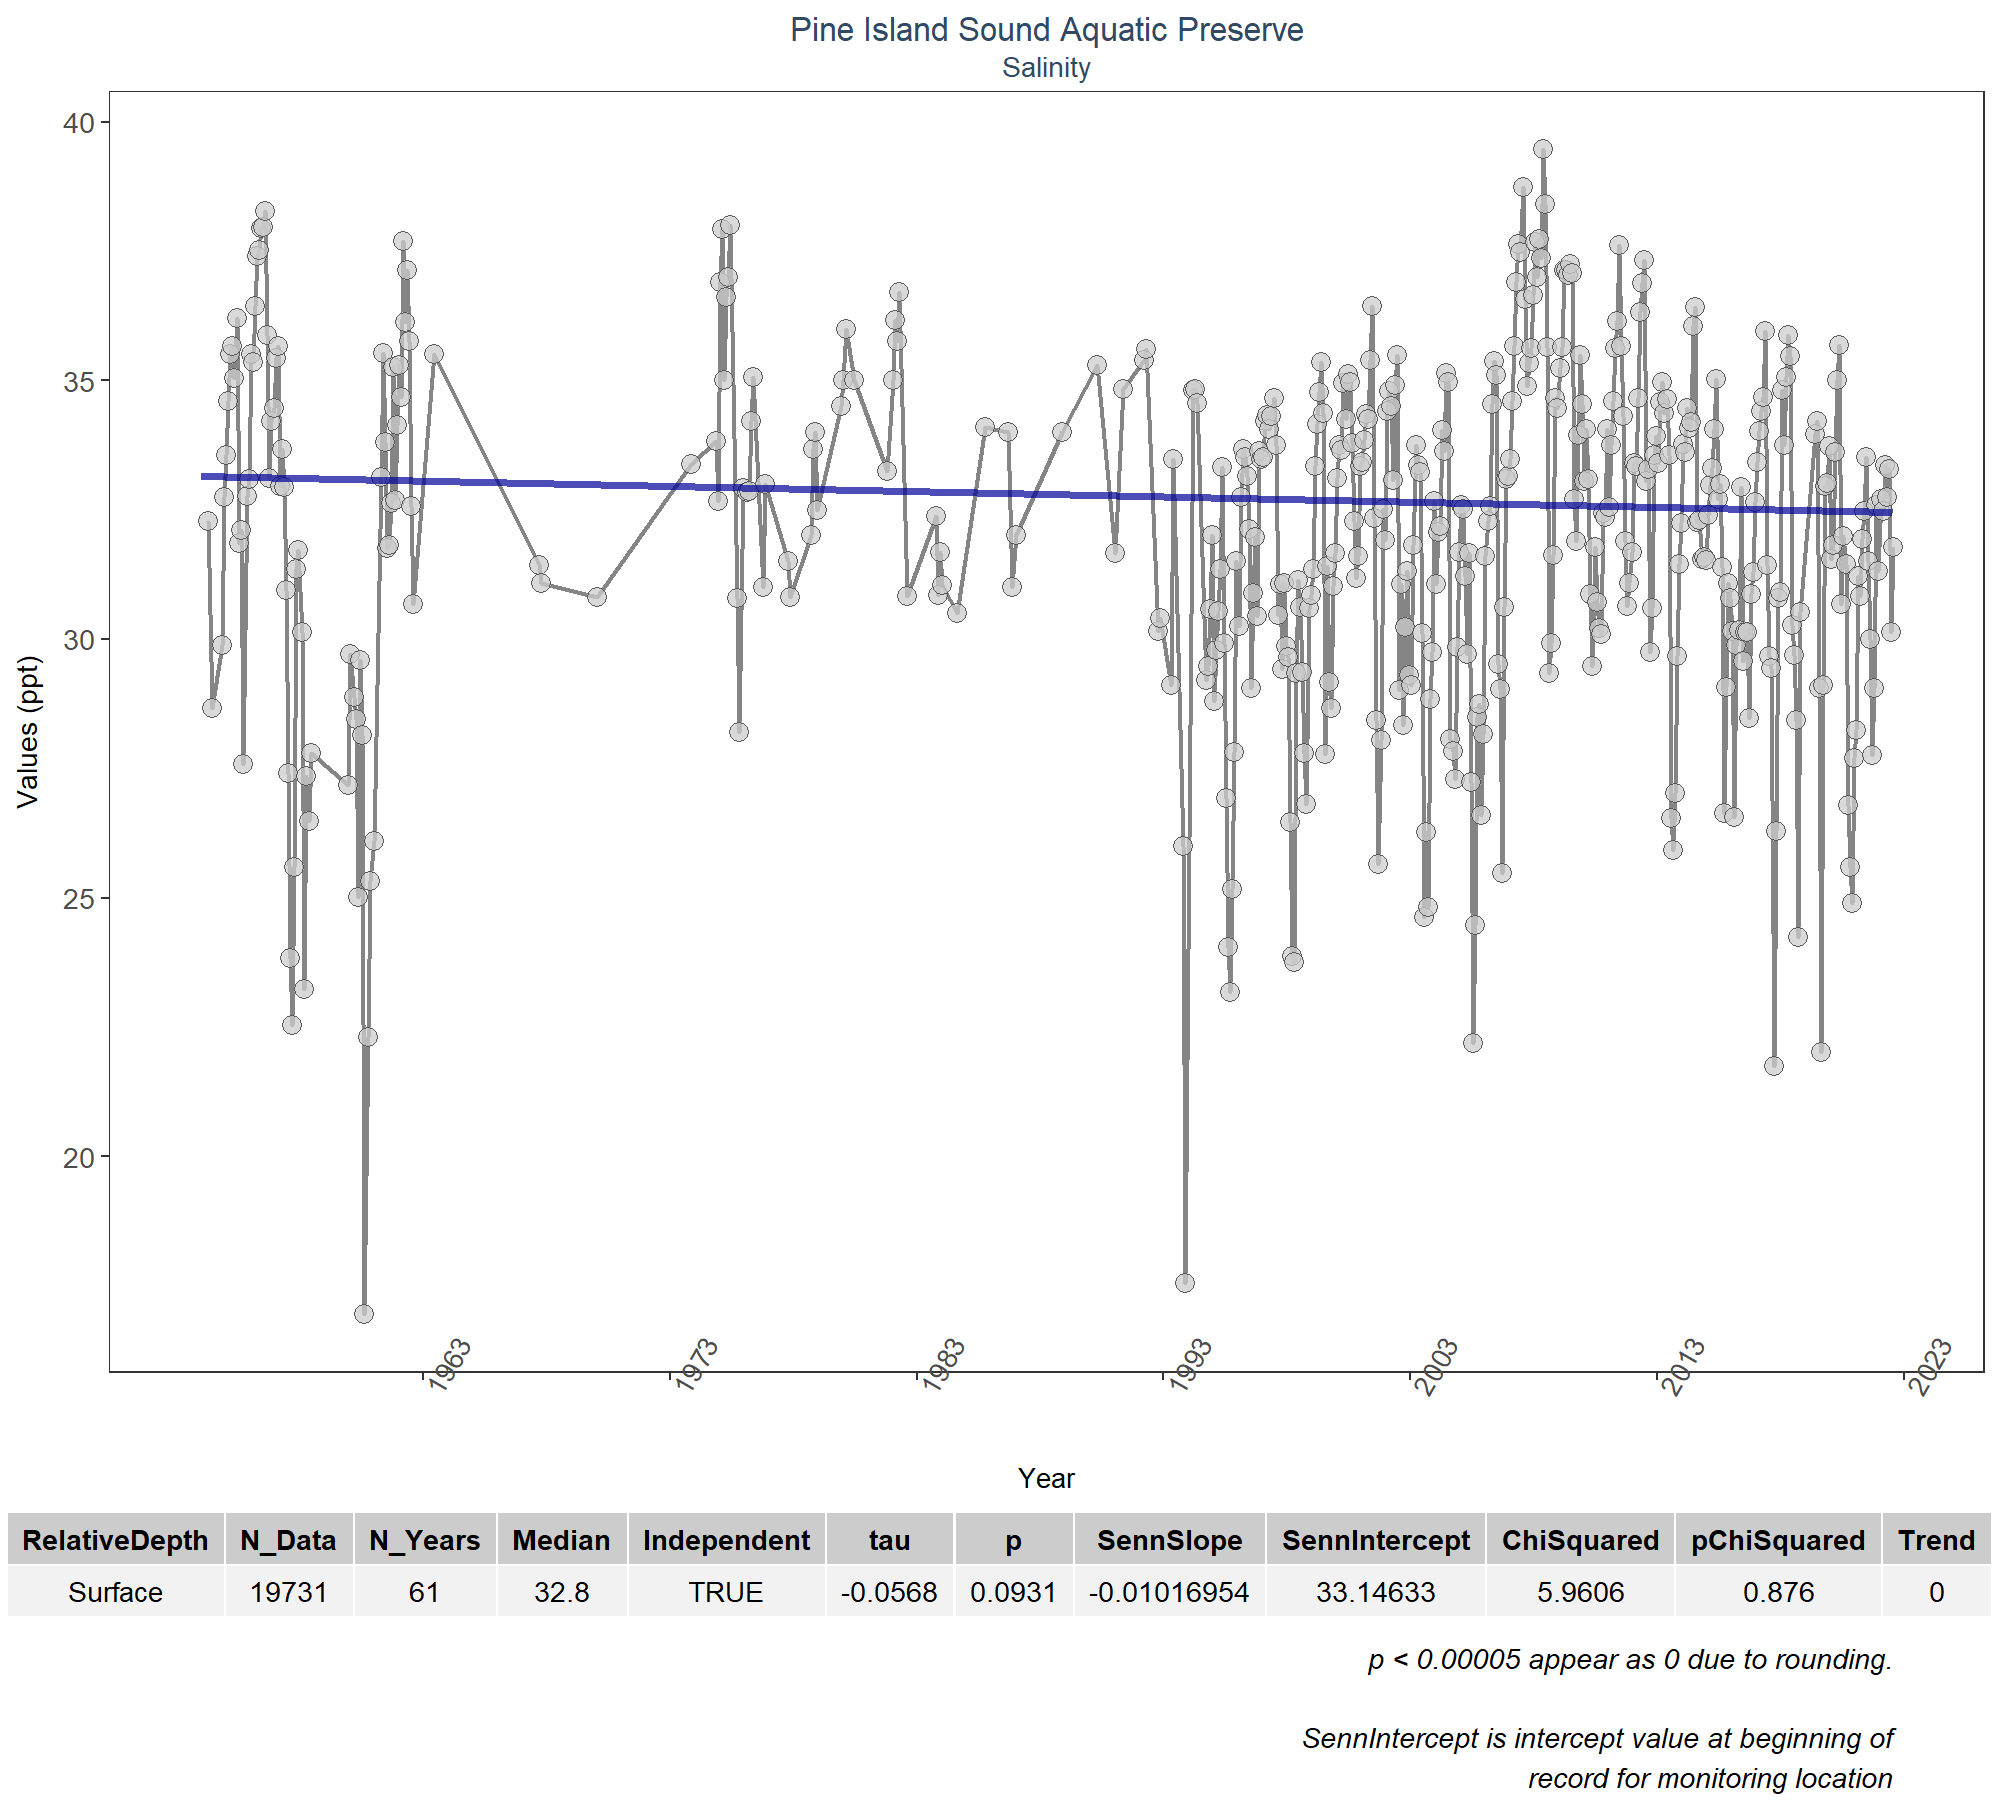 Pine Island Sound Aquatic Preserve
Salinity
40
35
30
25
20
Values (ppt)
1963
1973
1983
1993
2003
2013
2023
Year
RelativeDepth N_Data N_Years Median Independent tau p SennSlope SennIntercept ChiSquared pChiSquared Trend
Surface 19731 61 32.8 TRUE -0.0568 0.0931 -0.01016954 33.14633 5.9606 0.876 0
p < 0.00005 appear as 0 due to rounding.
SennIntercept is intercept value at beginning of
record for monitoring location